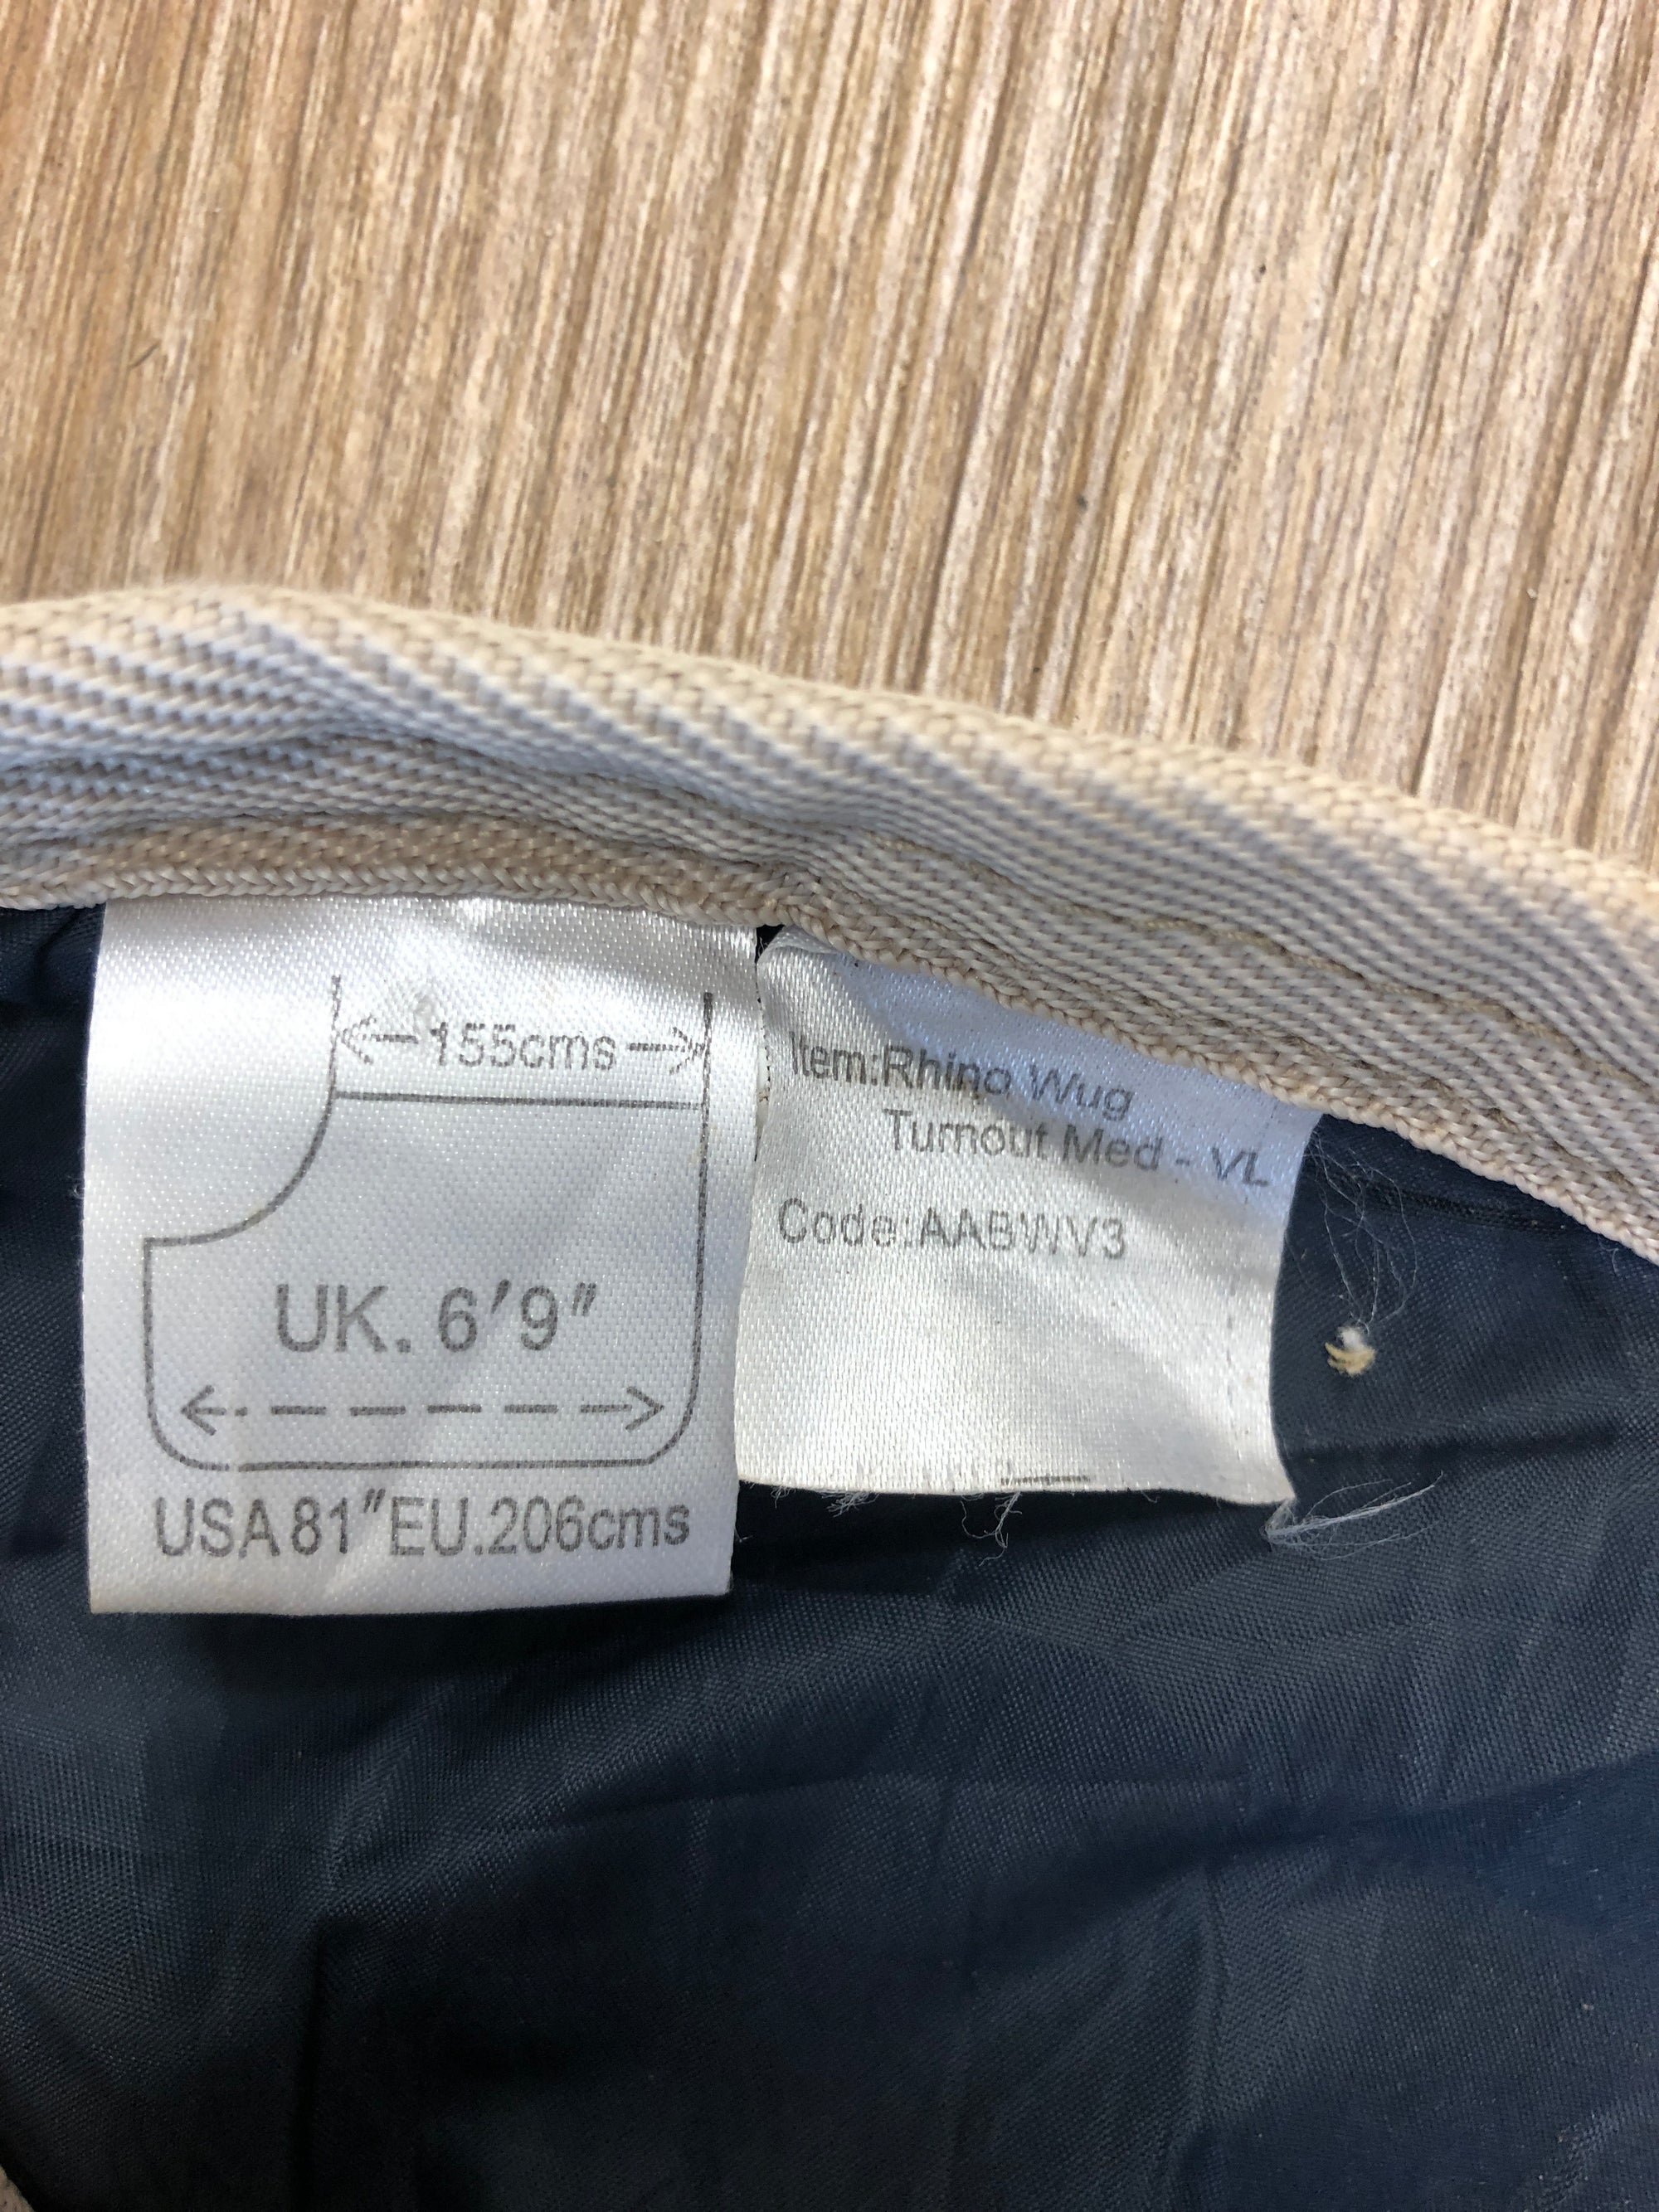 155cms
UK. 6'9"
USA 81" EU.206cms
Item:Rhino Wug
Turnout Med - VL
Code:AABWV3